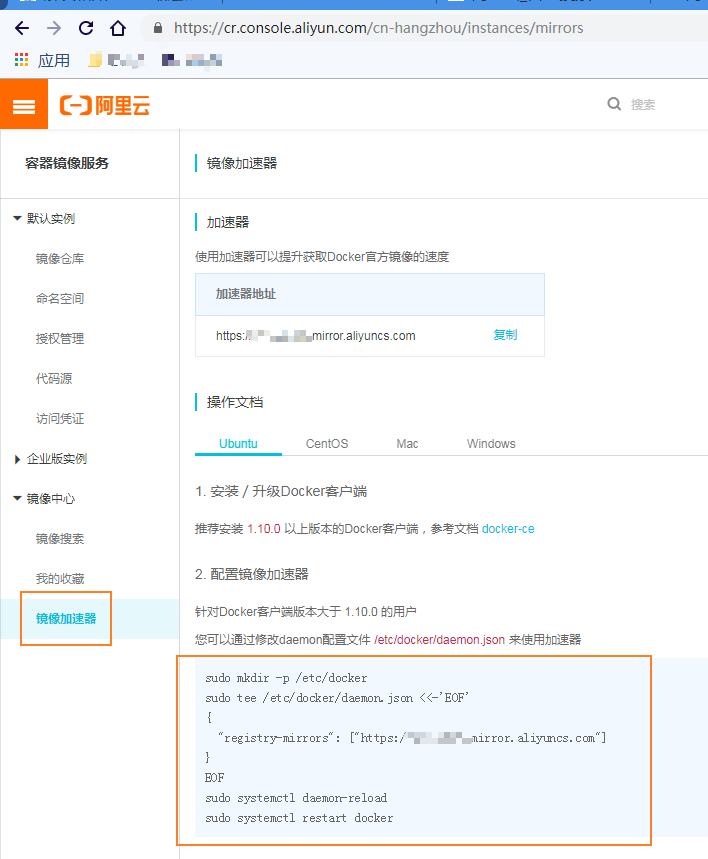 https://cr.console.aliyun.com/cn-hangzhou/instances/mirrors
应用
阿里云
搜索
容器镜像服务
镜像加速器
默认实例
镜像仓库
命名空间
授权管理
代码源
访问凭证
企业版实例
镜像中心
镜像搜索
我的收藏
镜像加速器
加速器
使用加速器可以提升获取Docker官方镜像的速度
加速器地址
https:/ mirror.aliyuncs.com 复制
操作文档
Ubuntu CentOS Mac Windows
1. 安装 / 升级Docker客户端
推荐安装 1.10.0 以上版本的Docker客户端，参考文档 docker-ce
2. 配置镜像加速器
针对Docker客户端版本大于 1.10.0 的用户
您可以通过修改daemon配置文件 /etc/docker/daemon.json 来使用加速器
sudo mkdir -p /etc/docker
sudo tee /etc/docker/daemon.json <<-'EOF'
{
"registry-mirrors": ["https:/ mirror.aliyuncs.com"]
}
EOF
sudo systemctl daemon-reload
sudo systemctl restart docker